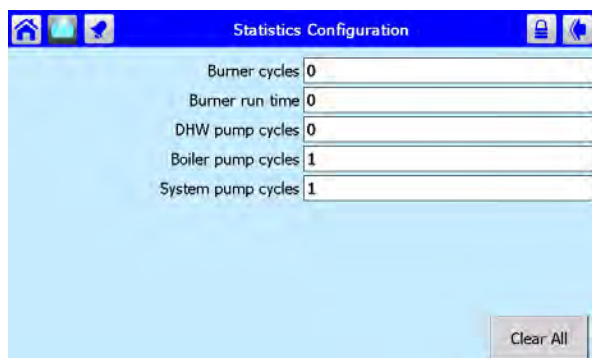 Statistics Configuration
Burner cycles 0
Burner run time 0
DHW pump cycles 0
Boiler pump cycles 1
System pump cycles 1
Clear All